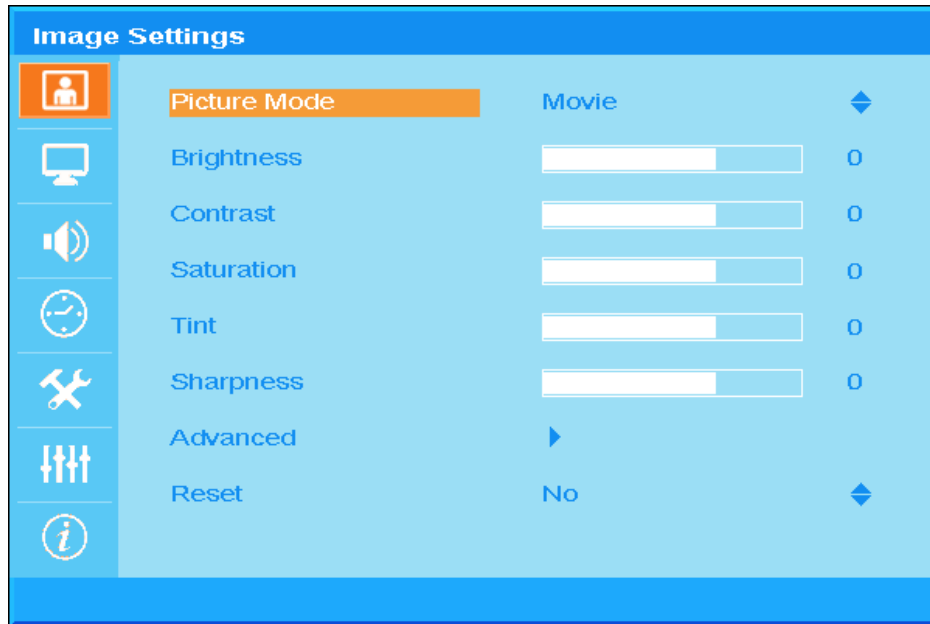 Image Settings
Picture Mode Movie
Brightness 0
Contrast 0
Saturation 0
Tint 0
Sharpness 0
Advanced
Reset No